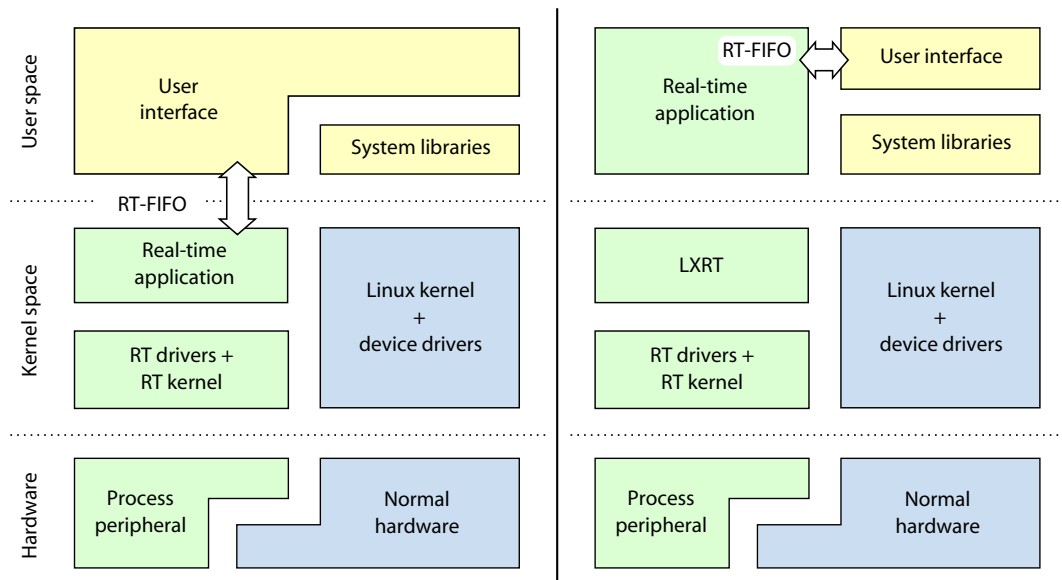 User space
User
interface
System libraries
RT-FIFO
Kernel space
Real-time
application
Linux kernel
+
device drivers
RT drivers +
RT kernel
Hardware
Process
peripheral
Normal
hardware
RT-FIFO
Real-time
application
User interface
System libraries
LXRT
Linux kernel
+
device drivers
RT drivers +
RT kernel
Process
peripheral
Normal
hardware